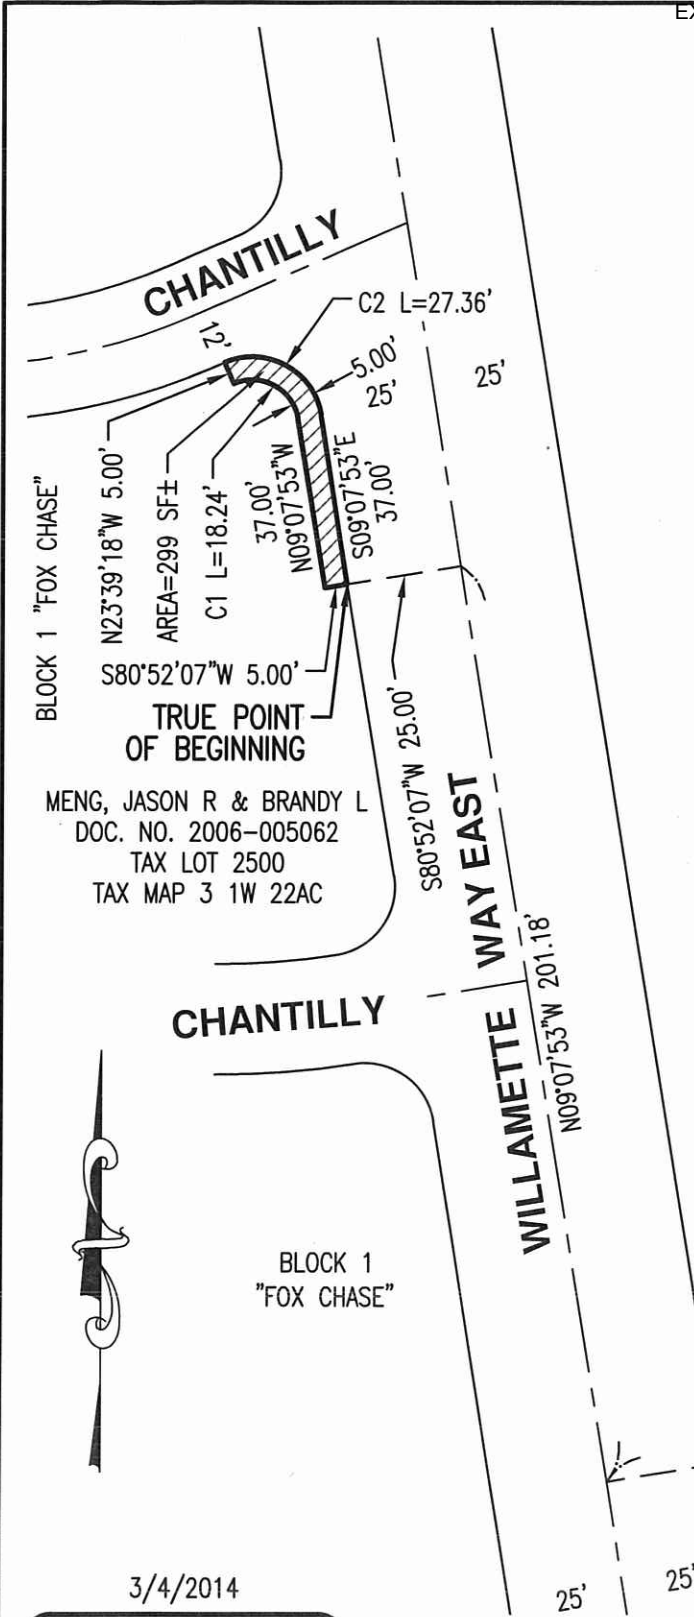 EX
CHANTILLY
C2 L=27.36'
12'
5.00'
25'
25'
BLOCK 1 "FOX CHASE"
N23°39'18"W 5.00'
AREA=299 SF±
C1 L=18.24'
37.00'
N09°07'53"W
S09°07'53"E
37.00'
S80°52'07"W 5.00'
TRUE POINT
OF BEGINNING
MENG, JASON R & BRANDY L
DOC. NO. 2006-005062
TAX LOT 2500
TAX MAP 3 1W 22AC
S80°52'07"W 25.00'
WILLAMETTE WAY EAST
N09°07'53"W 201.18'
CHANTILLY
BLOCK 1
"FOX CHASE"
3/4/2014
25'
25'